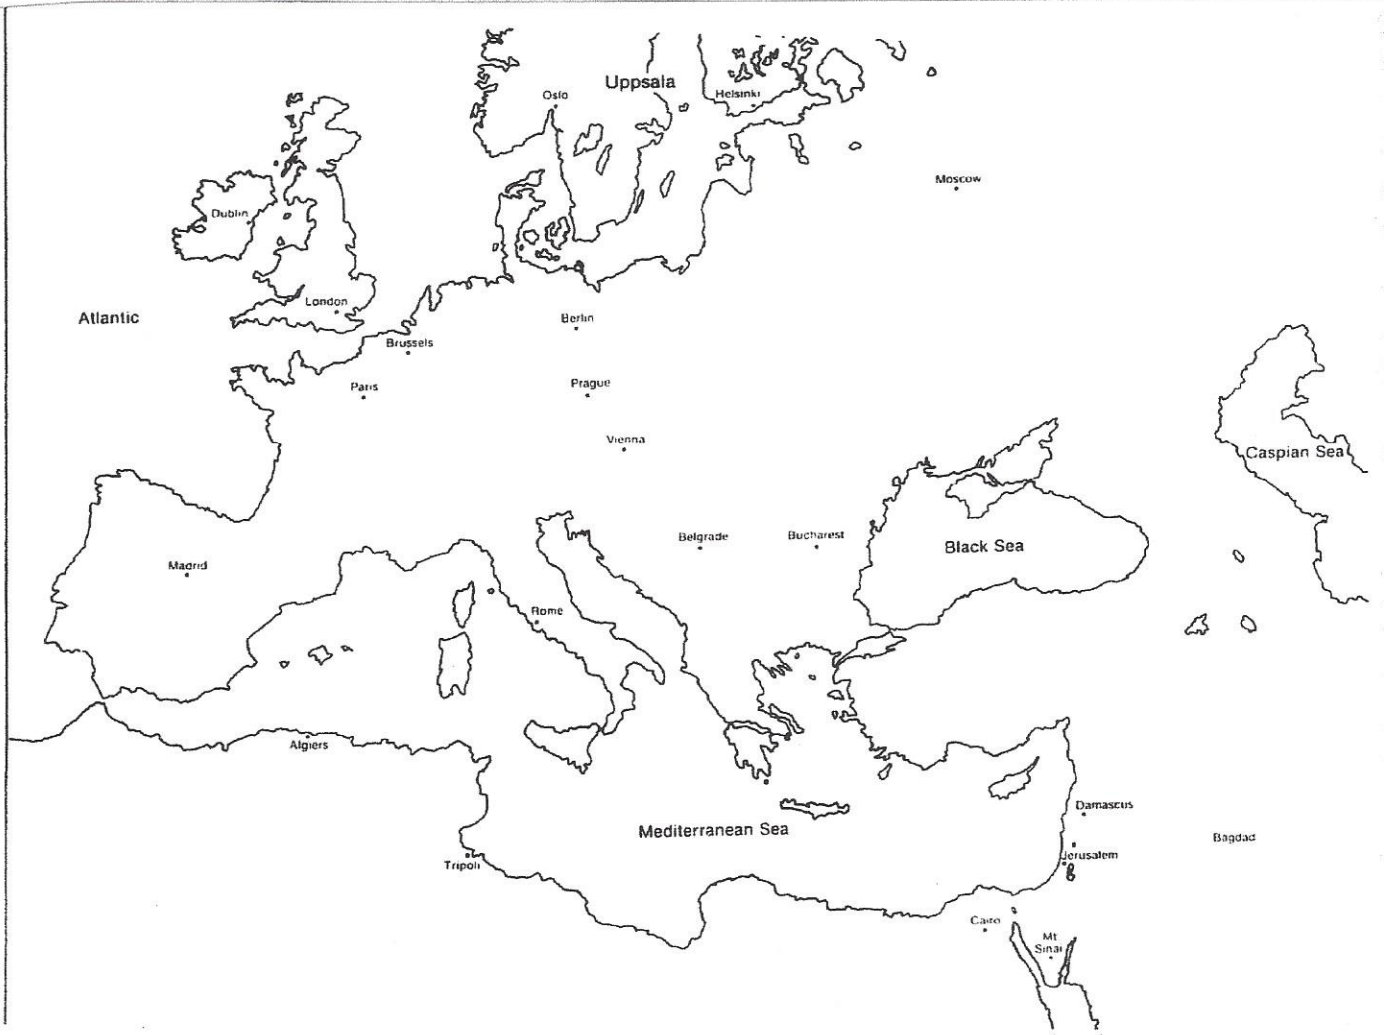 Uppsala
Oslo
Helsinki
Moscow
Dublin
London
Atlantic
Berlin
Brussels
Paris
Prague
Vienna
Caspian Sea
Belgrade
Bucharest
Black Sea
Madrid
Rome
Algiers
Damascus
Mediterranean Sea
Bagdad
Jerusalem
Tripoli
Cairo
Mt
Sinai